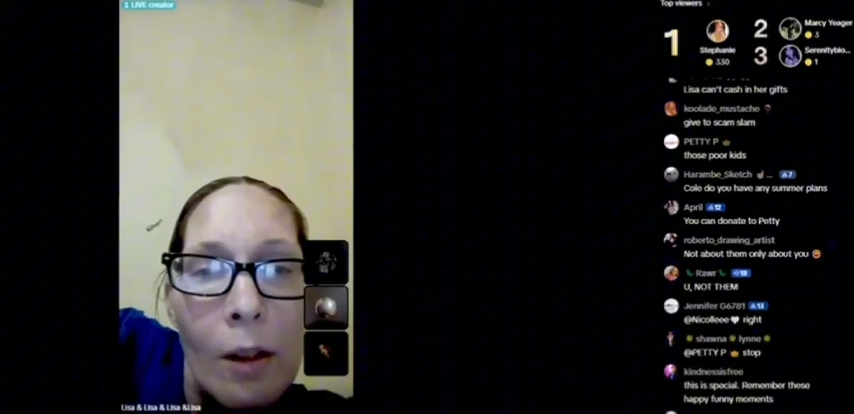 LIVE creator
Top viewers
1
Stephanie
330
2
Marcy Yeager
3
3
Serenityblo...
1
Lisa can't cash in her gifts
koolade_mustache
give to scam slam
PETTY P
those poor kids
Harambe_Sketch ... 7
Cole do you have any summer plans
April 12
You can donate to Petty
roberto_drawing_artist
Not about them only about you
Rawr 18
U, NOT THEM
Jennifer G6781 13
@Nicolleee right
shawna lynne
@PETTY P stop
kindnessisfree
this is special. Remember these
happy funny moments
Lisa & Lisa & Lisa &Lisa